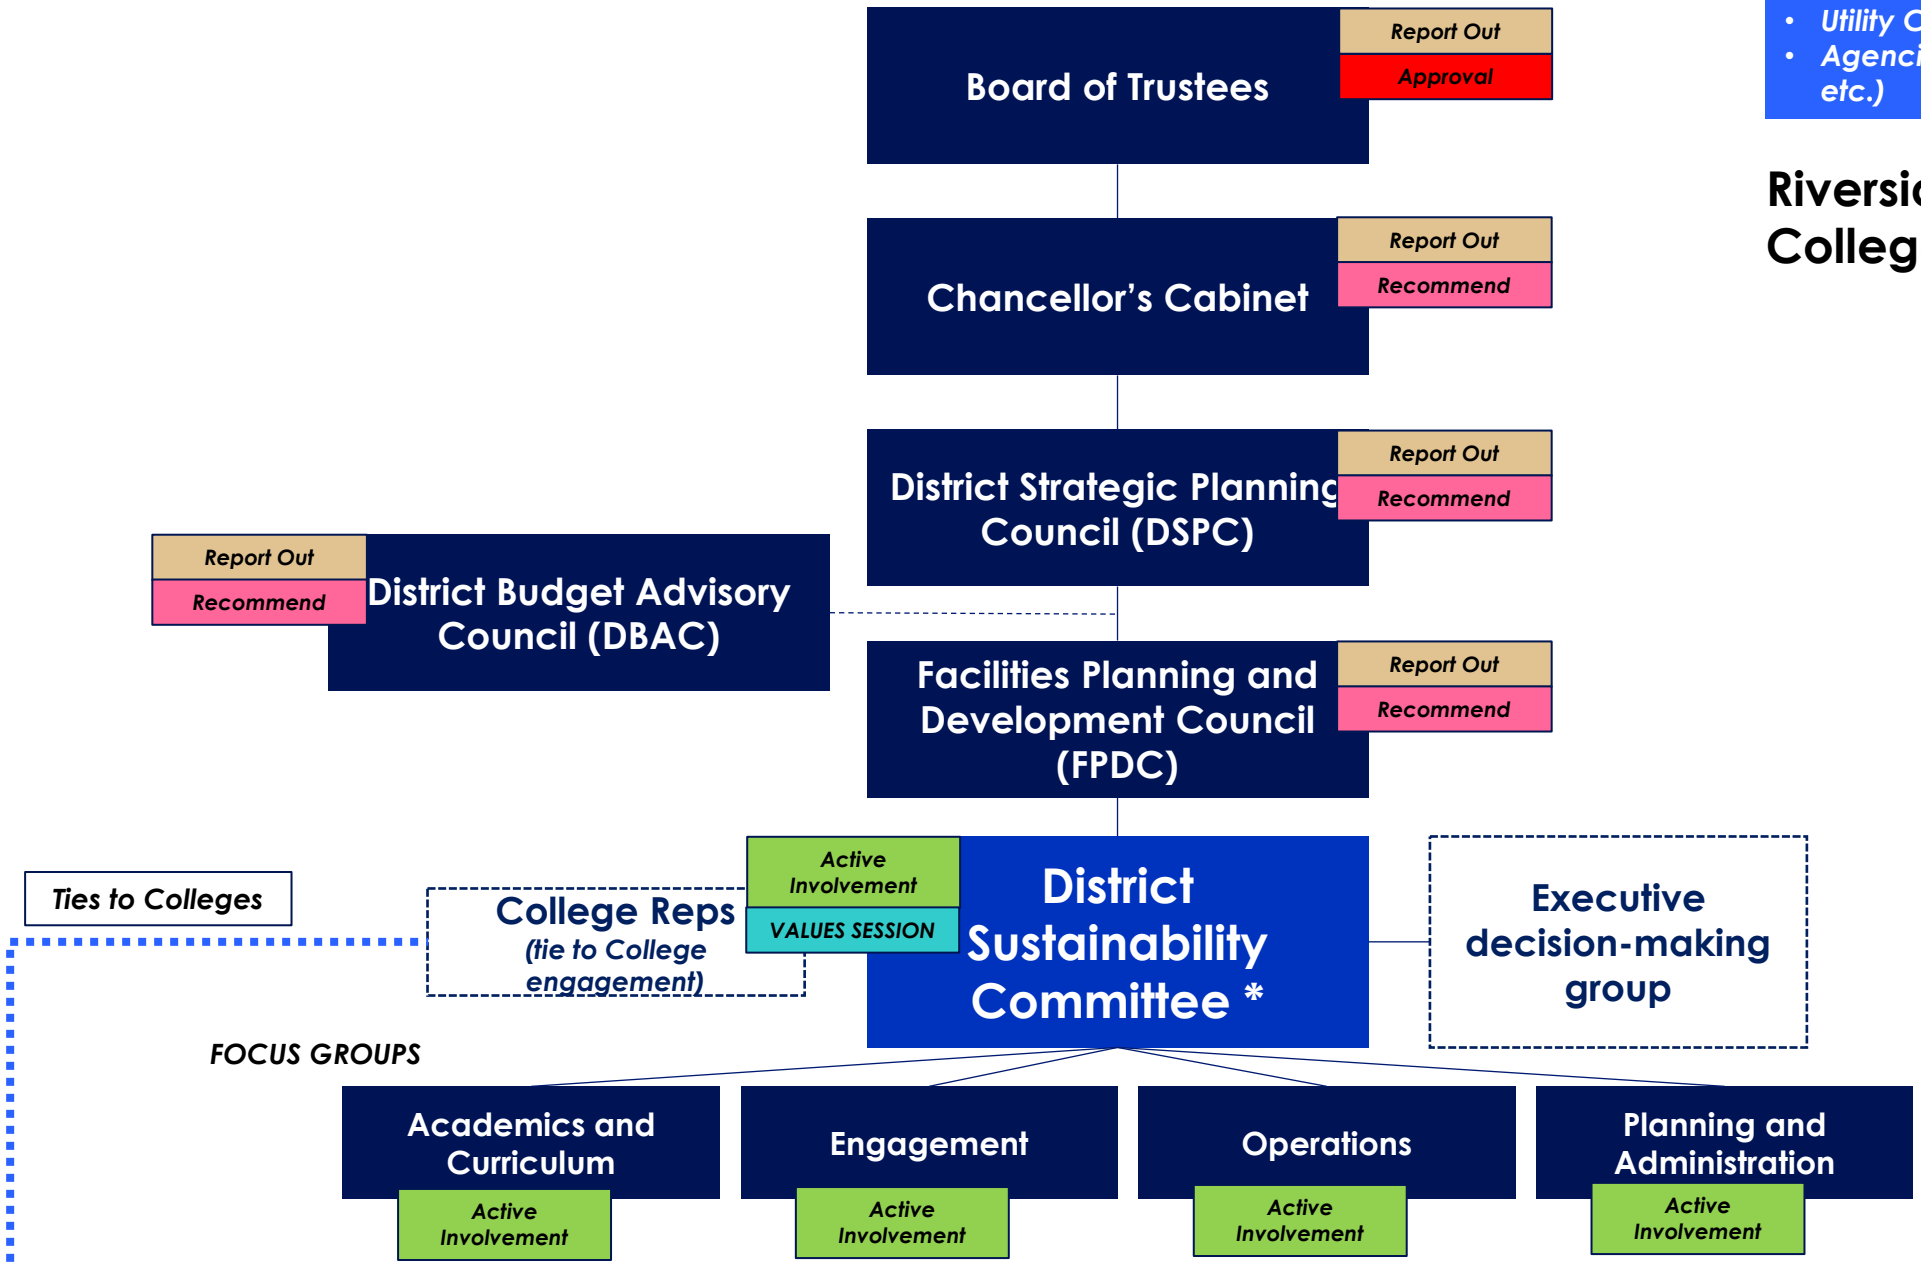 Report Out
Approval
Board of Trustees
• Utility
• 
etc.)
Report Out
Recommend
Chancellor's Cabinet
Report Out
Recommend
District Strategic Planning
Council (DSPC)
Report Out
Recommend
District Budget Advisory
Council (DBAC)
Report Out
Recommend
Facilities Planning and
Development Council
(FPDC)
Ties to Colleges
College Reps
(tie to College
engagement)
Active
Involvement
VALUES SESSION
District
Sustainability
Committee *
Executive
decision-making
group
FOCUS GROUPS
Academics and
Curriculum
Active
Involvement
Engagement
Active
Involvement
Operations
Active
Involvement
Planning and
Administration
Active
Involvement